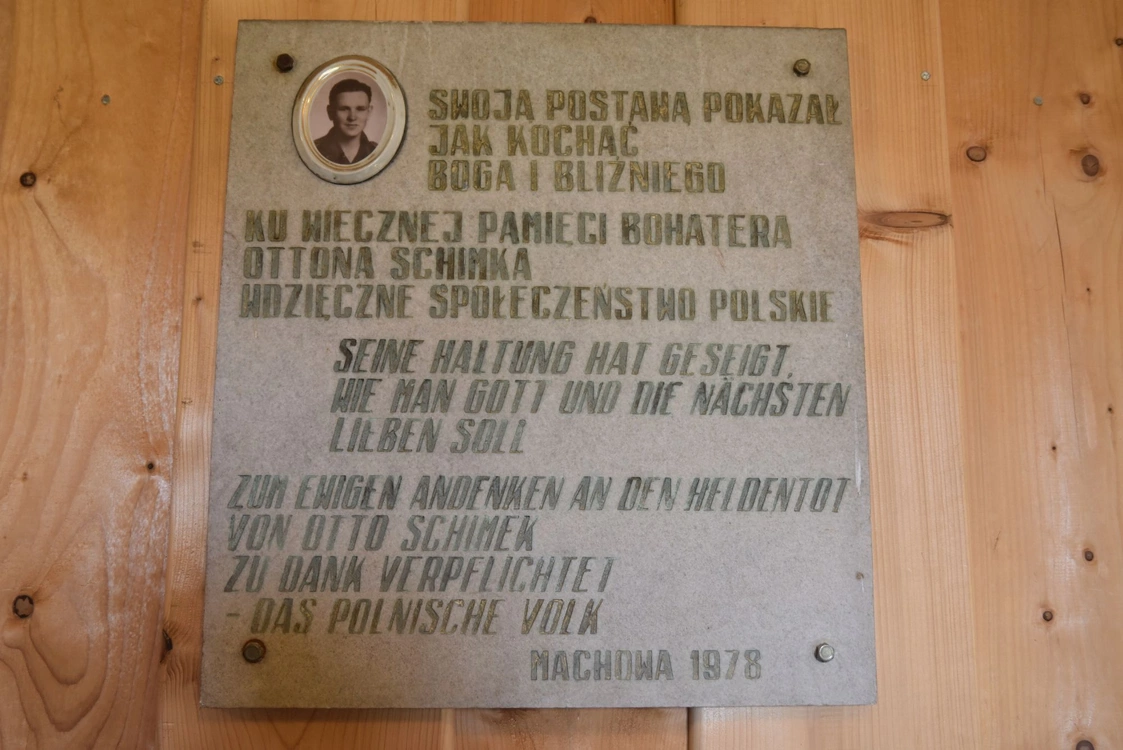 SWOJA POSTAWĄ POKAZAŁ
JAK KOCHAĆ
BOGA I BLIŹNIEGO
KU WIECZNEJ PAMIĘCI BOHATERA
OTTONA SCHIMKA
WDZIĘCZNE SPOŁECZEŃSTWO POLSKIE
SEINE HALTUNG HAT GESEIGT,
WIE MAN GOTT UND DIE NÄCHSTEN
LIEBEN SOLL
ZUM EWIGEN ANDENKEN AN DEN HELDENTOT
VON OTTO SCHIMEK
ZU DANK VERPFLICHTET
- DAS POLNISCHE VOLK
MACHOWA 1978